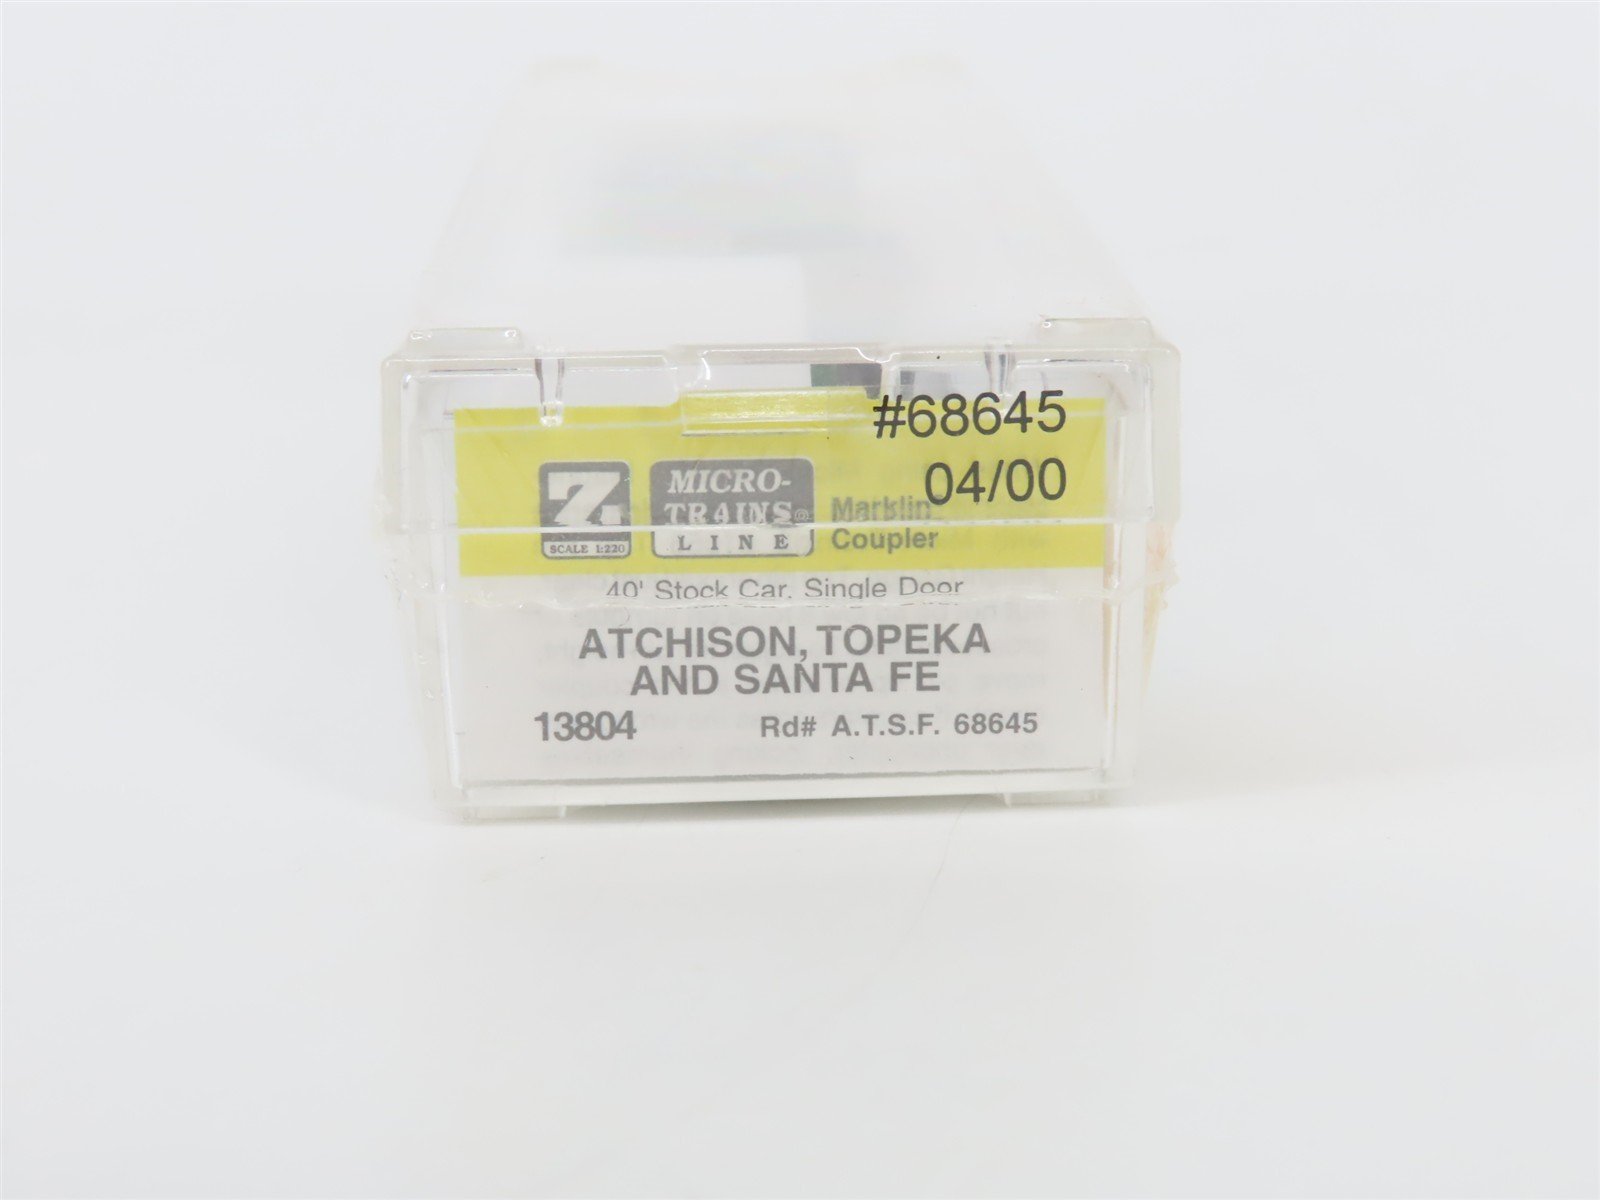 #68645
04/00
Z.
SCALE 1:220
MICRO-
TRAINS®
LINE
Marklin
Coupler
40' Stock Car, Single Door
ATCHISON, TOPEKA
AND SANTA FE
13804 Rd# A.T.S.F. 68645